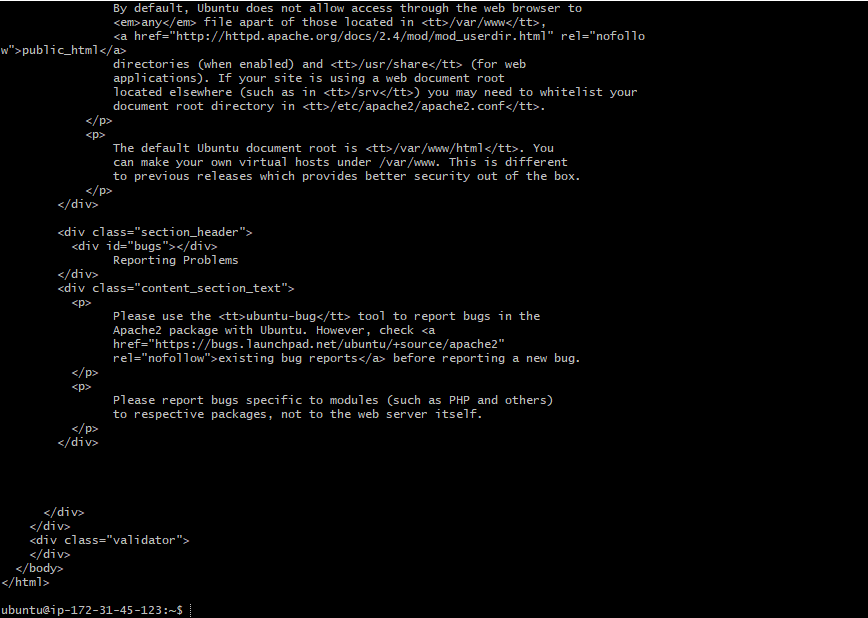 By default, Ubuntu does not allow access through the web browser to
<em>any</em> file apart of those located in <tt>/var/www</tt>,
<a href="http://httpd.apache.org/docs/2.4/mod/mod_userdir.html" rel="nofollo
w">public_html</a>
directories (when enabled) and <tt>/usr/share</tt> (for web
applications). If your site is using a web document root
located elsewhere (such as in <tt>/srv</tt>) you may need to whitelist your
document root directory in <tt>/etc/apache2/apache2.conf</tt>.
</p>
<p>
The default Ubuntu document root is <tt>/var/www/html</tt>. You
can make your own virtual hosts under /var/www. This is different
to previous releases which provides better security out of the box.
</p>
</div>
<div class="section_header">
<div id="bugs"></div>
Reporting Problems
</div>
<div class="content_section_text">
<p>
Please use the <tt>ubuntu-bug</tt> tool to report bugs in the
Apache2 package with Ubuntu. However, check <a
href="https://bugs.launchpad.net/ubuntu/+source/apache2"
rel="nofollow">existing bug reports</a> before reporting a new bug.
</p>
<p>
Please report bugs specific to modules (such as PHP and others)
to respective packages, not to the web server itself.
</p>
</div>
</div>
</div>
<div class="validator">
</div>
</body>
</html>
ubuntu@ip-172-31-45-123:~$